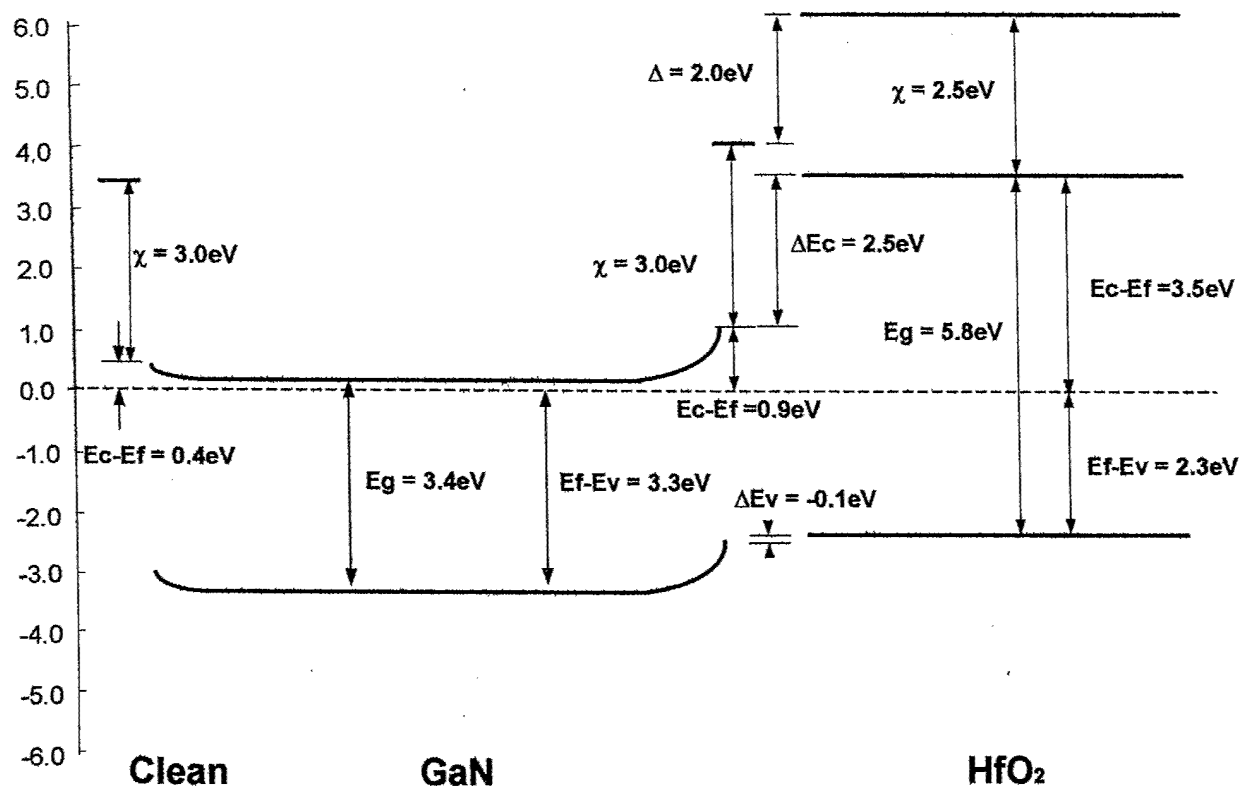 6.0
5.0
4.0
3.0
2.0
1.0
0.0
-1.0
-2.0
-3.0
-4.0
-5.0
-6.0
χ = 3.0eV
Ec-Ef = 0.4eV
Eg = 3.4eV
Ef-Ev = 3.3eV
χ = 3.0eV
Ec-Ef =0.9eV
Δ = 2.0eV
ΔEc = 2.5eV
ΔEv = -0.1eV
χ = 2.5eV
Eg = 5.8eV
Ec-Ef =3.5eV
Ef-Ev = 2.3eV
Clean
GaN
HfO₂